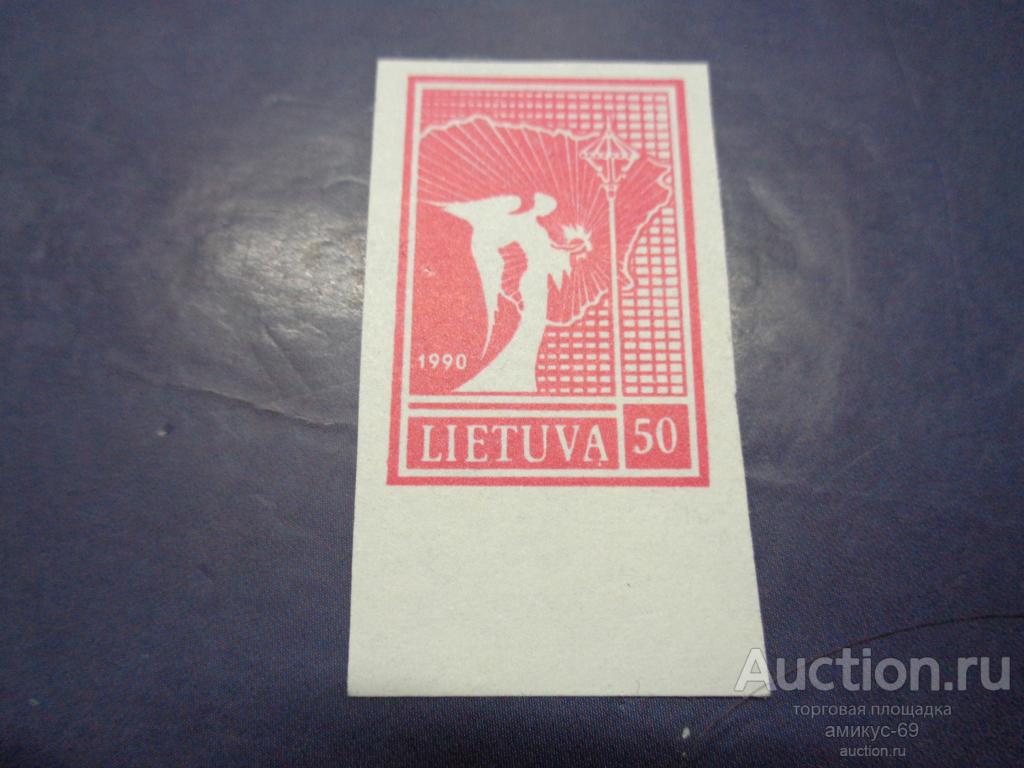 1990
LIETUVA 50
Auction.ru
торговая площадка
амикус-69
auction.ru